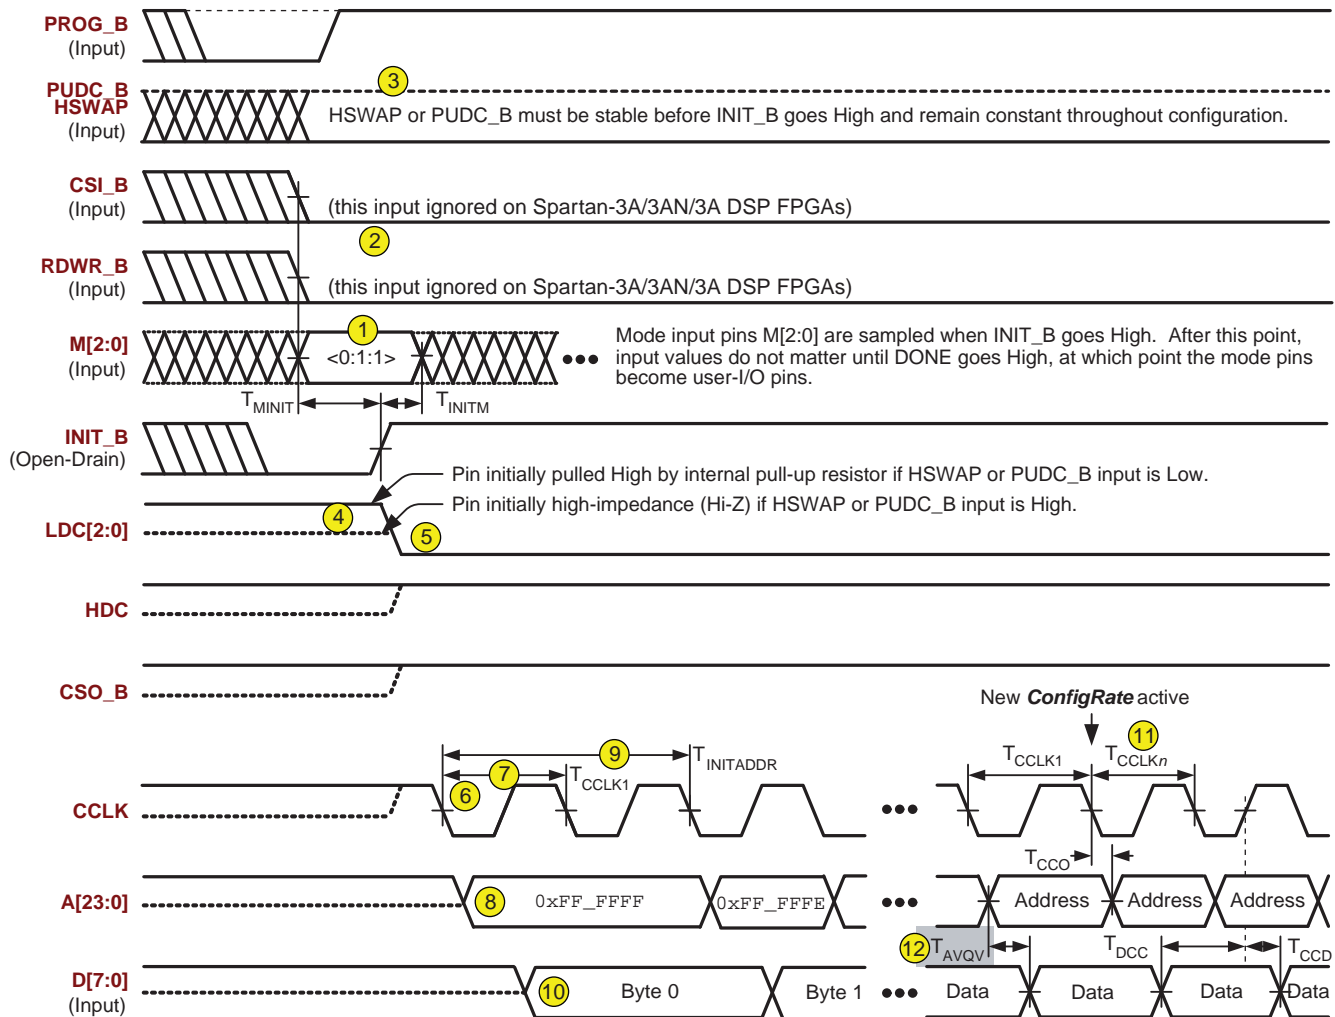 PROG_B
(Input)
3
PUDC_B
HSWAP
(Input)
HSWAP or PUDC_B must be stable before INIT_B goes High and remain constant throughout configuration.
CSI_B
(Input)
(this input ignored on Spartan-3A/3AN/3A DSP FPGAs)
2
RDWR_B
(Input)
(this input ignored on Spartan-3A/3AN/3A DSP FPGAs)
1
M[2:0]
(Input)
<0:1:1>
Mode input pins M[2:0] are sampled when INIT_B goes High. After this point,
input values do not matter until DONE goes High, at which point the mode pins
become user-I/O pins.
TMINIT
TINITM
INIT_B
(Open-Drain)
Pin initially pulled High by internal pull-up resistor if HSWAP or PUDC_B input is Low.
Pin initially high-impedance (Hi-Z) if HSWAP or PUDC_B input is High.
4
5
LDC[2:0]
HDC
CSO_B
New ConfigRate active
9
TINITADDR
11
7
TCCLK1
TCCLK1
TCCLKn
6
CCLK
TCCO
A[23:0]
8
0xFF_FFFF
0xFF_FFFE
Address
Address
Address
12
TAVQV
TDCC
TCCD
D[7:0]
(Input)
10
Byte 0
Byte 1
Data
Data
Data
Data